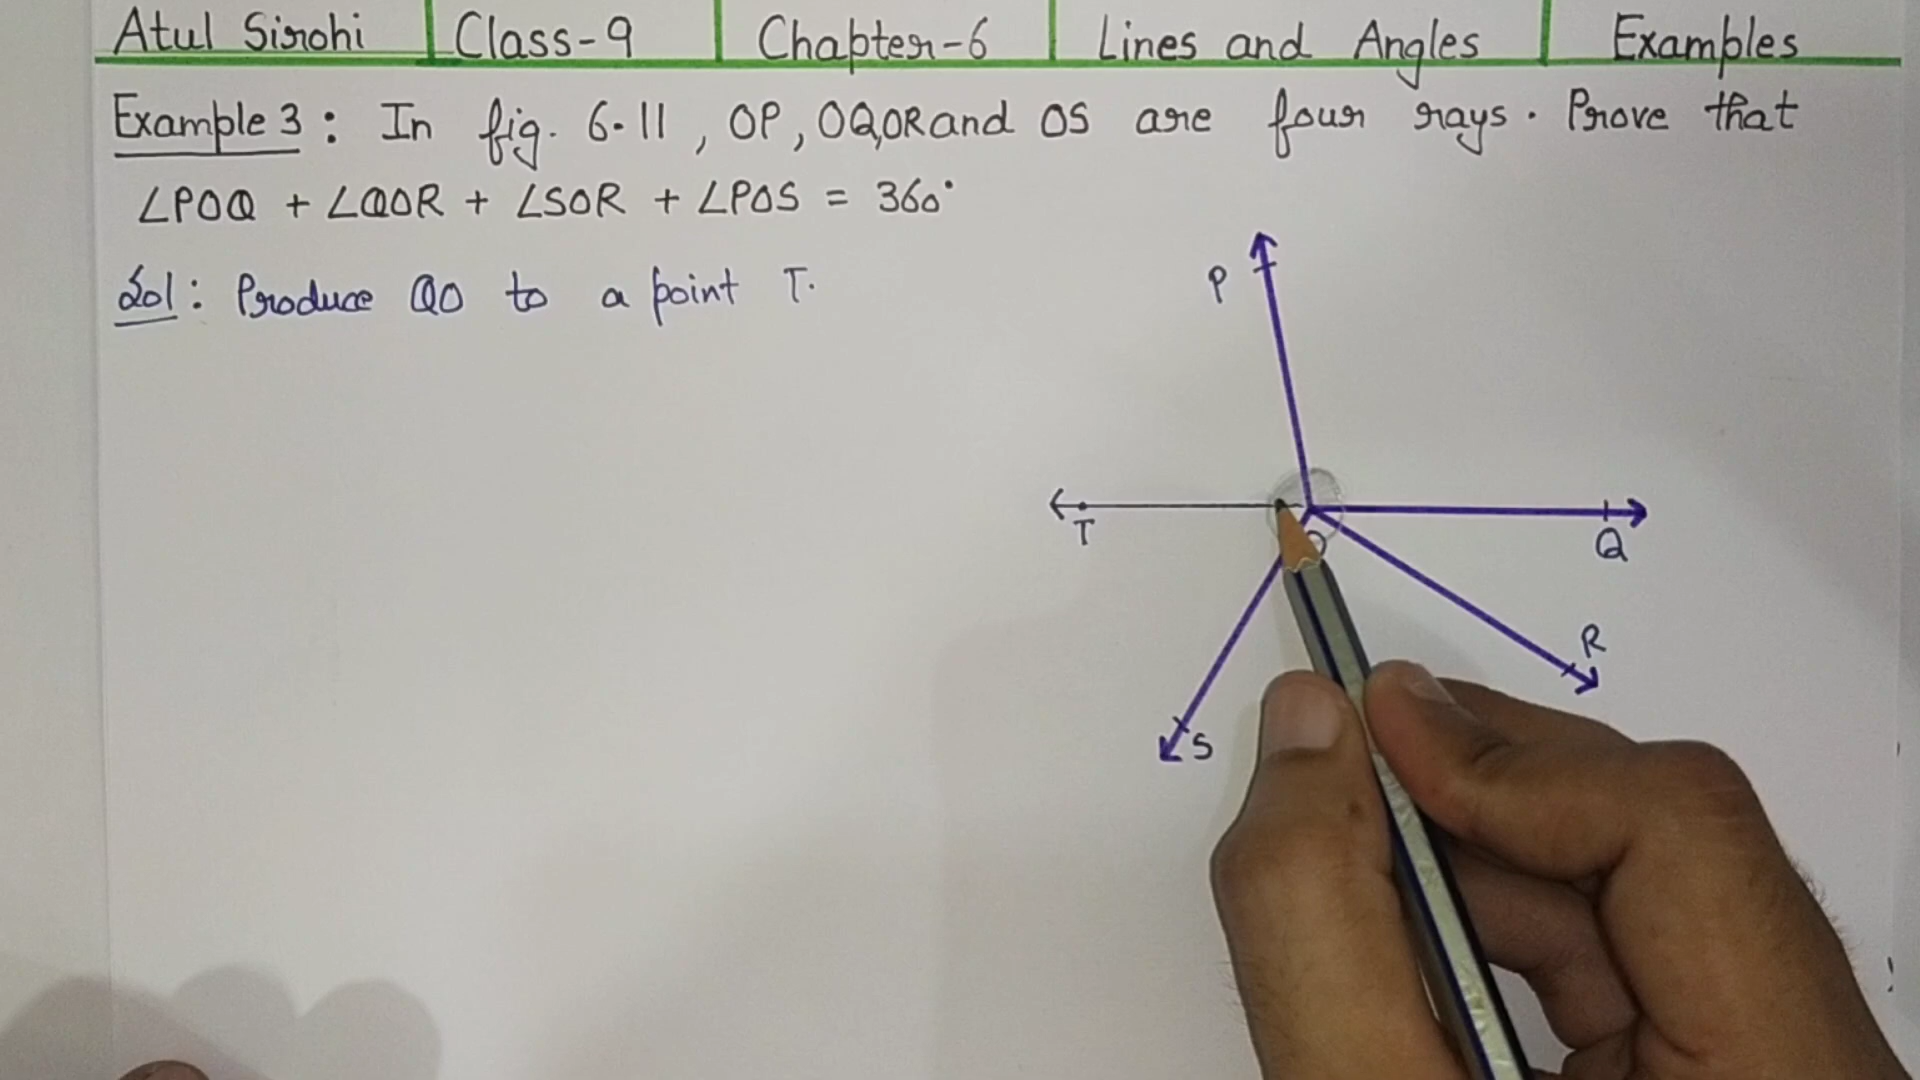 Atul Sirohi Class-9 Chapter-6 Lines and Angles Examples
Example 3: In fig. 6.11, OP, OQ, OR and OS are four rays. Prove that
∠POQ + ∠QOR + ∠SOR + ∠POS = 360°
Sol: Produce QO to a point T.
P
T
O
Q
R
S